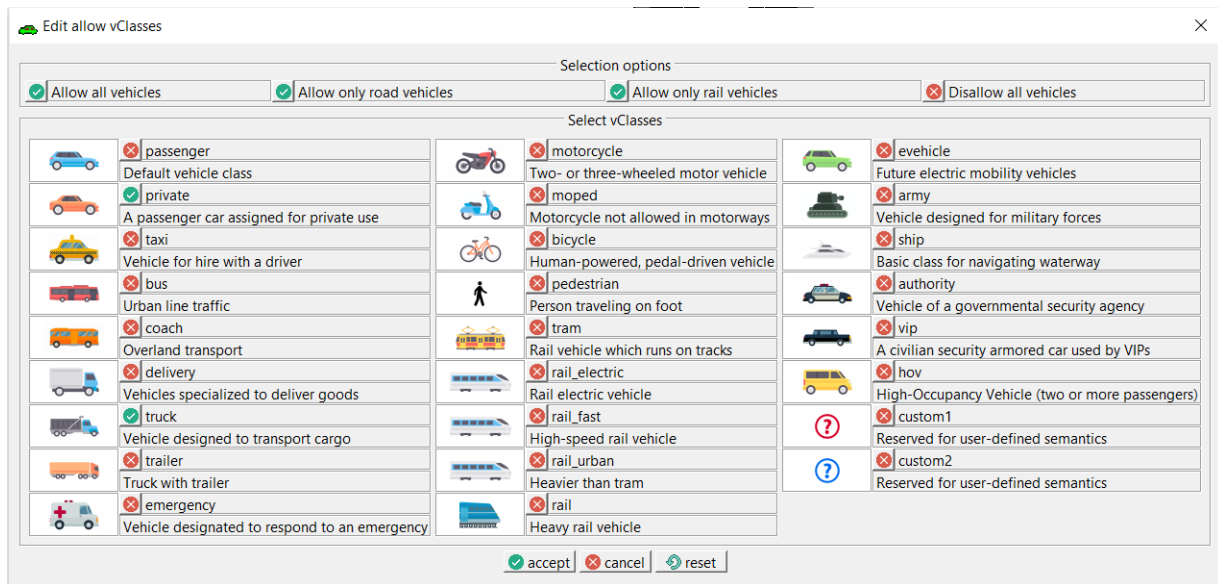 Edit allow vClasses
Selection options
Allow all vehicles
Allow only road vehicles
Allow only rail vehicles
Disallow all vehicles
Select vClasses
passenger
Default vehicle class
private
A passenger car assigned for private use
taxi
Vehicle for hire with a driver
bus
Urban line traffic
coach
Overland transport
delivery
Vehicles specialized to deliver goods
truck
Vehicle designed to transport cargo
trailer
Truck with trailer
emergency
Vehicle designated to respond to an emergency
motorcycle
Two- or three-wheeled motor vehicle
moped
Motorcycle not allowed in motorways
bicycle
Human-powered, pedal-driven vehicle
pedestrian
Person traveling on foot
tram
Rail vehicle which runs on tracks
rail_electric
Rail electric vehicle
rail_fast
High-speed rail vehicle
rail_urban
Heavier than tram
rail
Heavy rail vehicle
evehicle
Future electric mobility vehicles
army
Vehicle designed for military forces
ship
Basic class for navigating waterway
authority
Vehicle of a governmental security agency
vip
A civilian security armored car used by VIPs
hov
High-Occupancy Vehicle (two or more passengers)
custom1
Reserved for user-defined semantics
custom2
Reserved for user-defined semantics
accept
cancel
reset